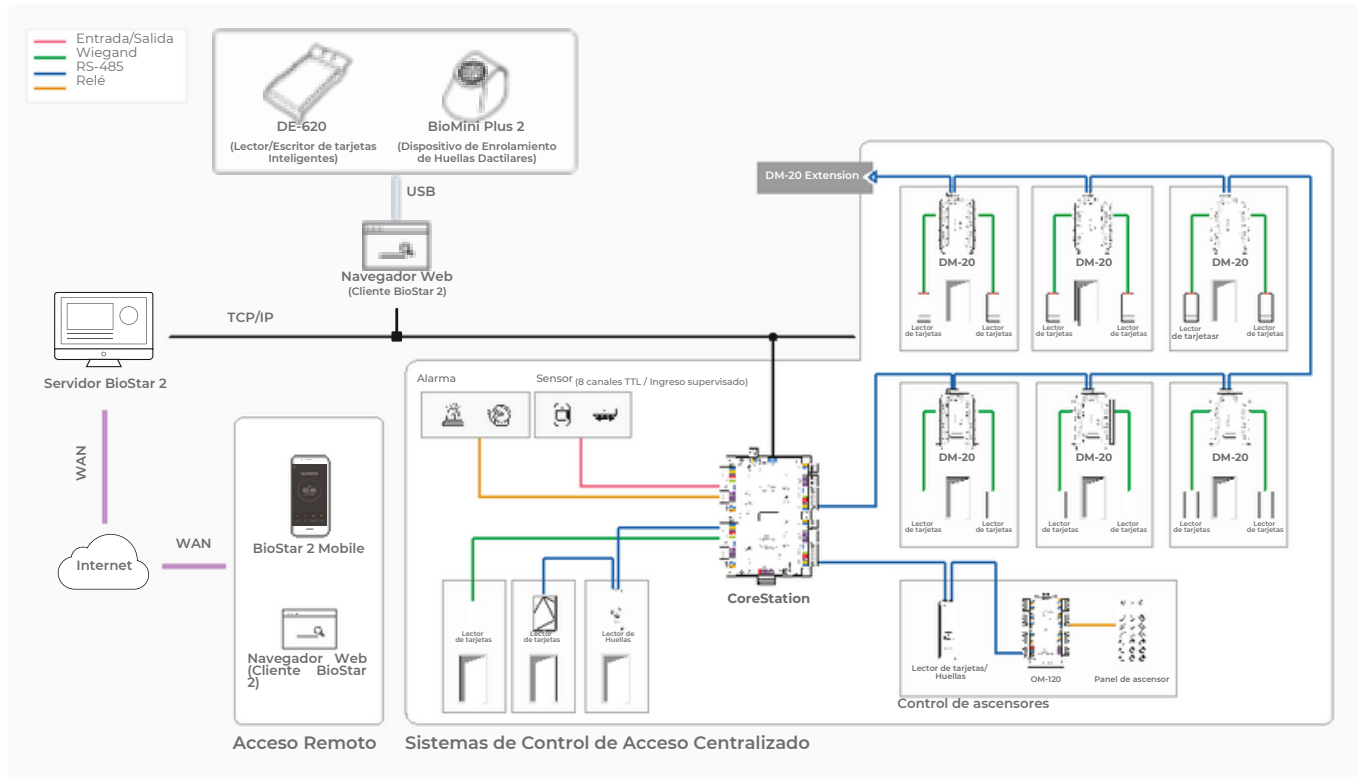 Entrada/Salida
Wiegand
RS-485
Relé
DE-620
(Lector/Escritor de tarjetas
Inteligentes)
BioMini Plus 2
(Dispositivo de Enrolamiento
de Huellas Dactilares)
USB
Navegador Web
(Cliente BioStar 2)
TCP/IP
Servidor BioStar 2
WAN
Internet
WAN
BioStar 2 Mobile
Navegador Web
(Cliente BioStar
2)
Acceso Remoto
Alarma
Sensor (8 canales TTL / Ingreso supervisado)
CoreStation
Lector
de tarjetas
Lector
de tarjetas
Lector de
Huellas
DM-20 Extension
DM-20
DM-20
DM-20
Lector
de tarjetas
Lector
de tarjetas
Lector
de tarjetas
Lector
de tarjetas
Lector
de tarjetasr
Lector
de tarjetas
DM-20
DM-20
DM-20
Lector
de tarjetas
Lector
de tarjetas
Lector
de tarjetas
Lector
de tarjetas
Lector
de tarjetas
Lector
de tarjetas
Lector de tarjetas/
Huellas
OM-120
Panel de ascensor
Control de ascensores
Sistemas de Control de Acceso Centralizado